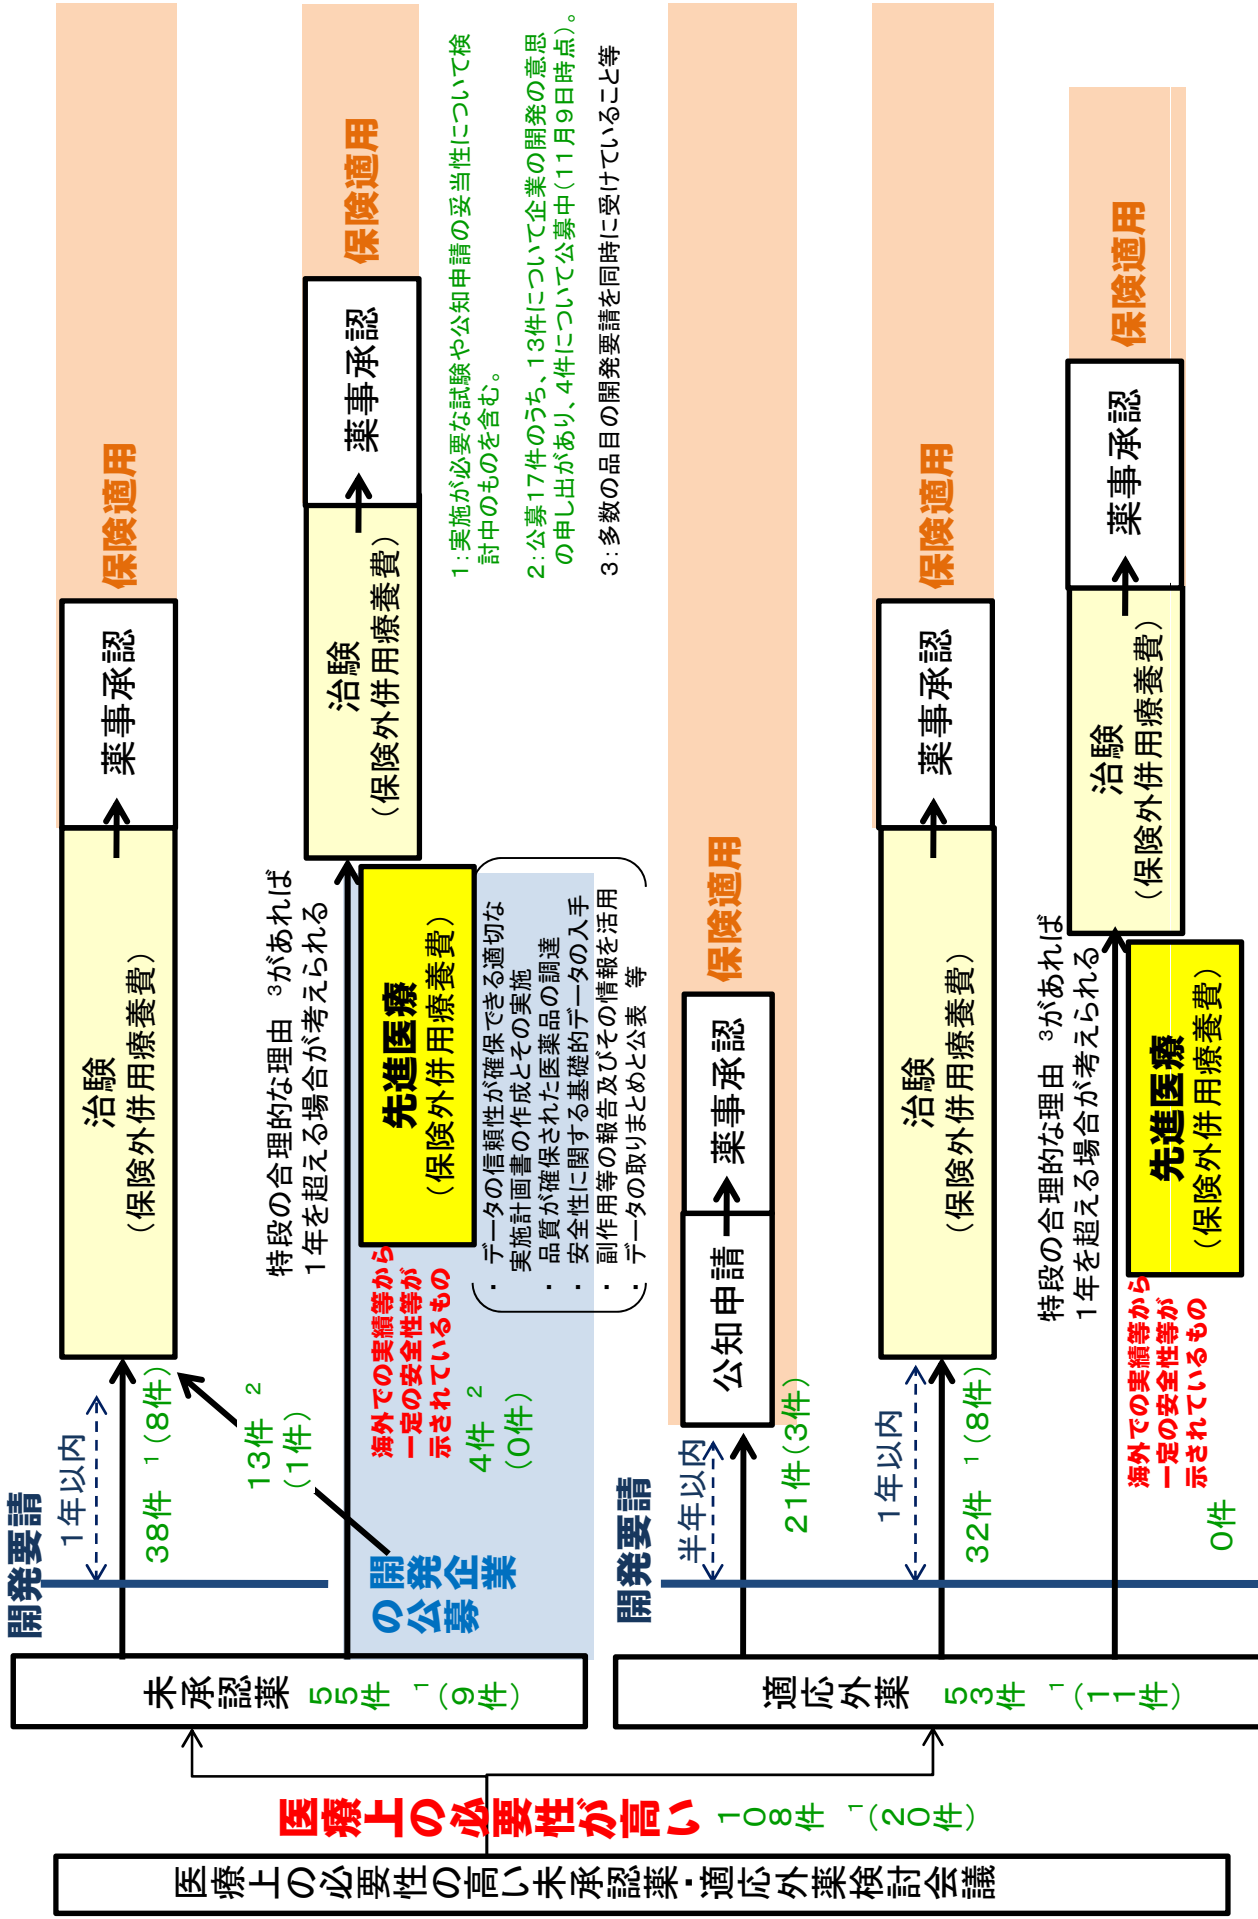 医療上の必要性の高い未承認薬・適応外薬検討会議
医療上の必要性が高い 108件 1(20件)
未承認薬 55件 1(9件)
開発要請
1年以内
38件 1(8件)
13件 2
(1件)
開発企業
の公募
治験
(保険外併用療養費)
薬事承認
保険適用
特段の合理的な理由 3があれば
1年を超える場合が考えられる
海外での実績等から
一定の安全性等が
示されているもの
4件 2
(0件)
先進医療
(保険外併用療養費)
・ データの信頼性が確保できる適切な
実施計画書の作成とその実施
・ 品質が確保された医薬品の調達
・ 安全性に関する基礎的データの入手
・ 副作用等の報告及びその情報を活用
・ データの取りまとめと公表 等
治験
(保険外併用療養費)
薬事承認
保険適用
1:実施が必要な試験や公知申請の妥当性について検
討中のものを含む。
2:公募17件のうち、13件について企業の開発の意思
の申し出があり、4件について公募中(11月9日時点)。
3:多数の品目の開発要請を同時に受けていること等
適応外薬 53件 1(11件)
開発要請
半年以内
21件(3件)
公知申請
薬事承認
保険適用
1年以内
32件 1(8件)
治験
(保険外併用療養費)
薬事承認
保険適用
特段の合理的な理由 3があれば
1年を超える場合が考えられる
海外での実績等から
一定の安全性等が
示されているもの
0件
先進医療
(保険外併用療養費)
治験
(保険外併用療養費)
薬事承認
保険適用